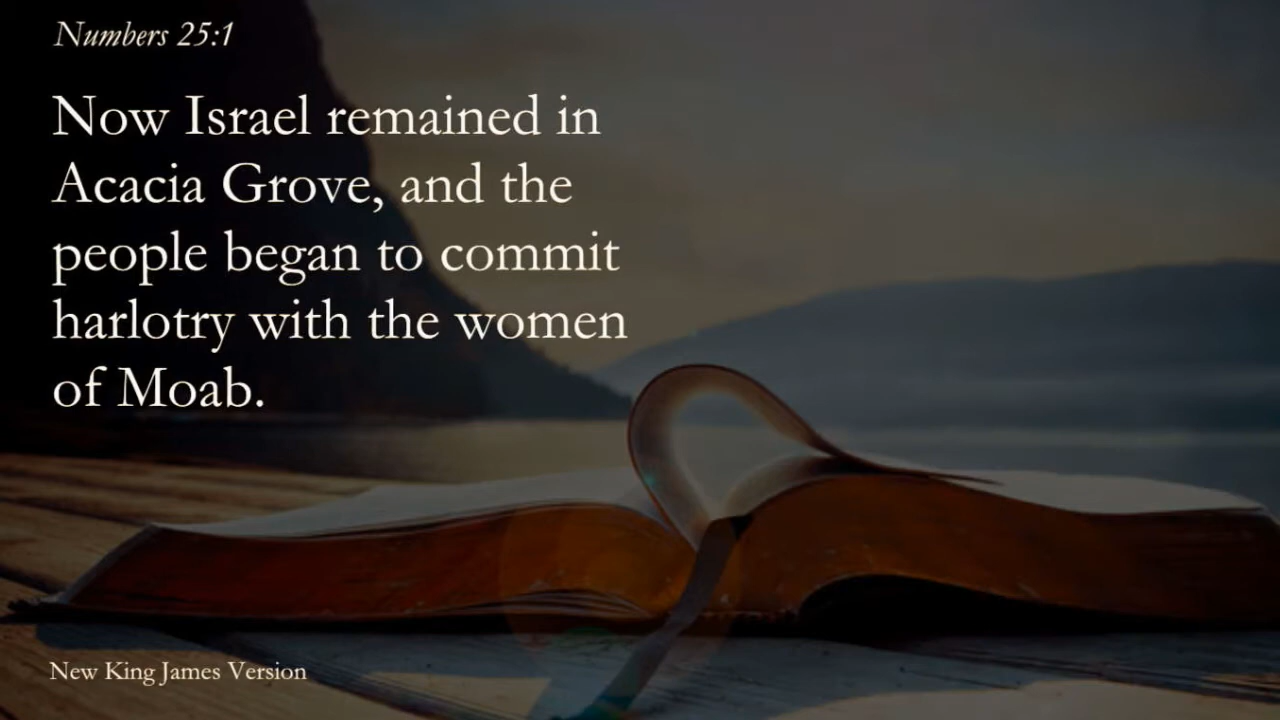 Numbers 25:1
Now Israel remained in
Acacia Grove, and the
people began to commit
harlotry with the women
of Moab.
New King James Version